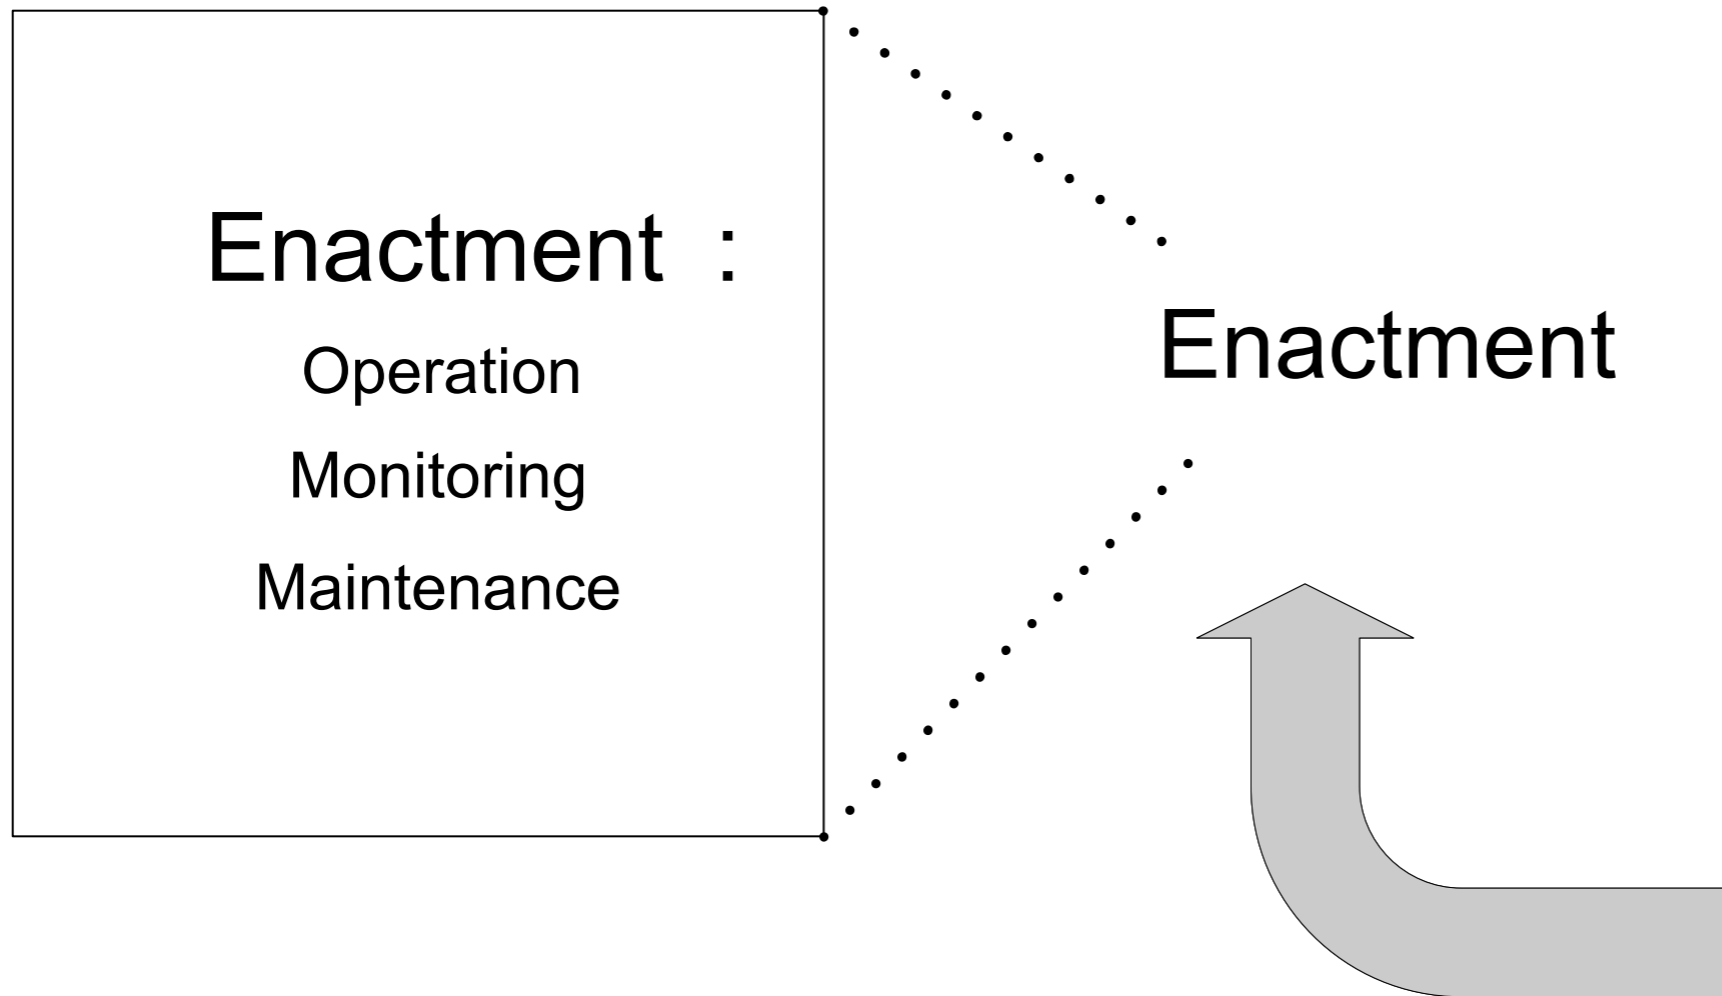 Enactment :
Operation
Monitoring
Maintenance
Enactment